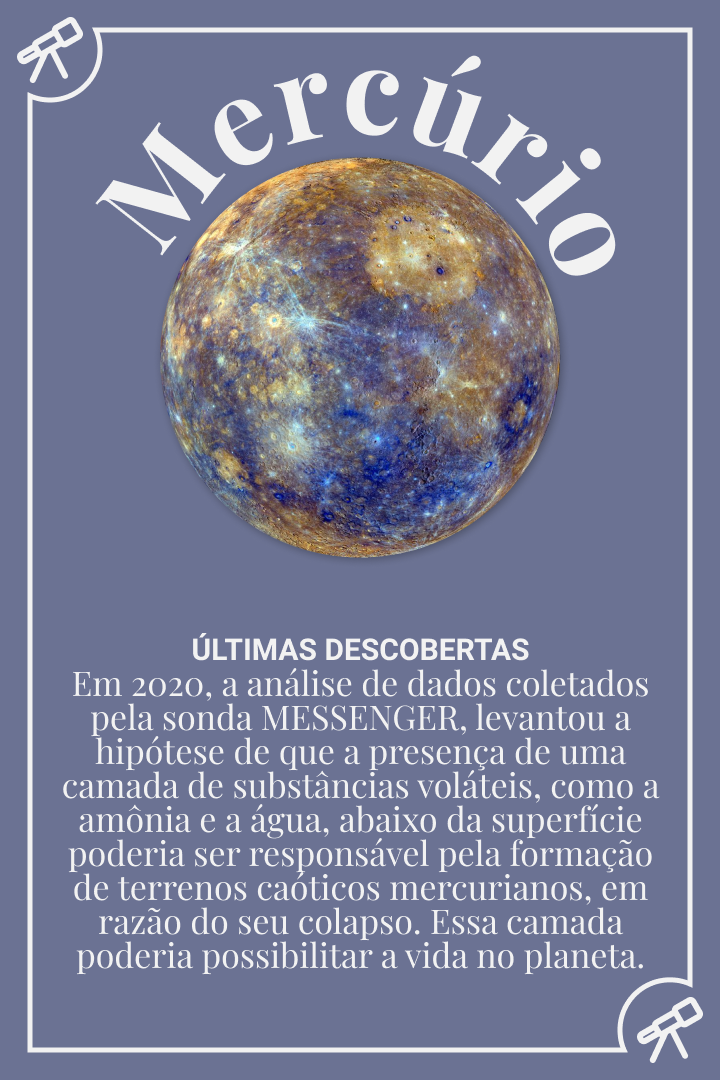 Mercúrio
ÚLTIMAS DESCOBERTAS
Em 2020, a análise de dados coletados
pela sonda MESSENGER, levantou a
hipótese de que a presença de uma
camada de substâncias voláteis, como a
amônia e a água, abaixo da superfície
poderia ser responsável pela formação
de terrenos caóticos mercurianos, em
razão do seu colapso. Essa camada
poderia possibilitar a vida no planeta.